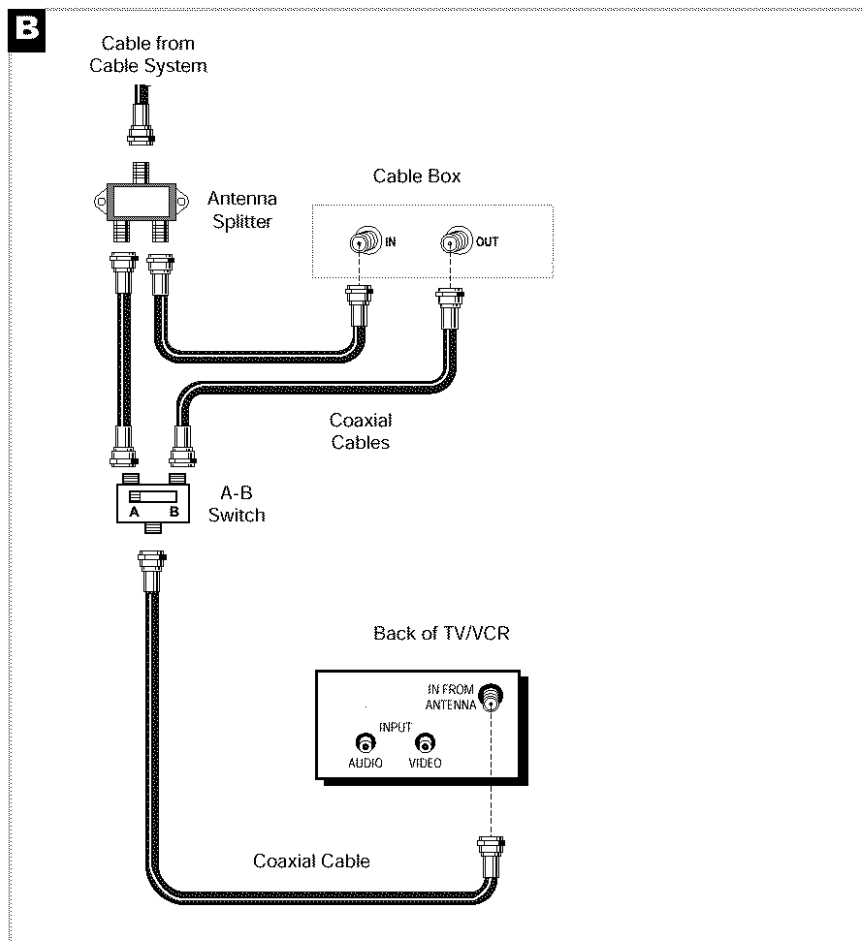 B
Cable from
Cable System
Antenna
Splitter
Cable Box
IN
OUT
Coaxial
Cables
A-B
Switch
A B
Back of TV/VCR
IN FROM
ANTENNA
INPUT
AUDIO VIDEO
Coaxial Cable